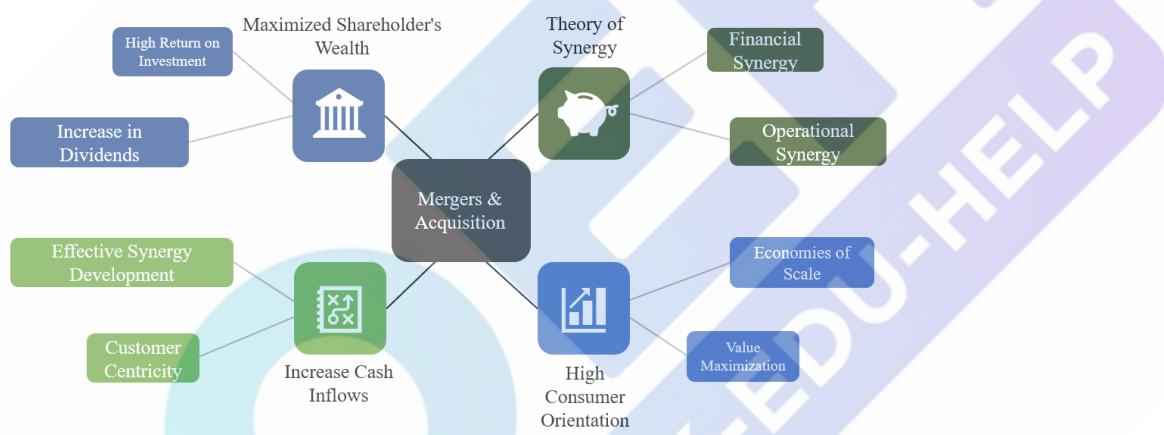 Maximized Shareholder's
Wealth
High Return on
Investment
Increase in
Dividends
Theory of
Synergy
Financial
Synergy
Operational
Synergy
Mergers &
Acquisition
Effective Synergy
Development
Customer
Centricity
Increase Cash
Inflows
Economies of
Scale
Value
Maximization
High
Consumer
Orientation
-EDU-HELP